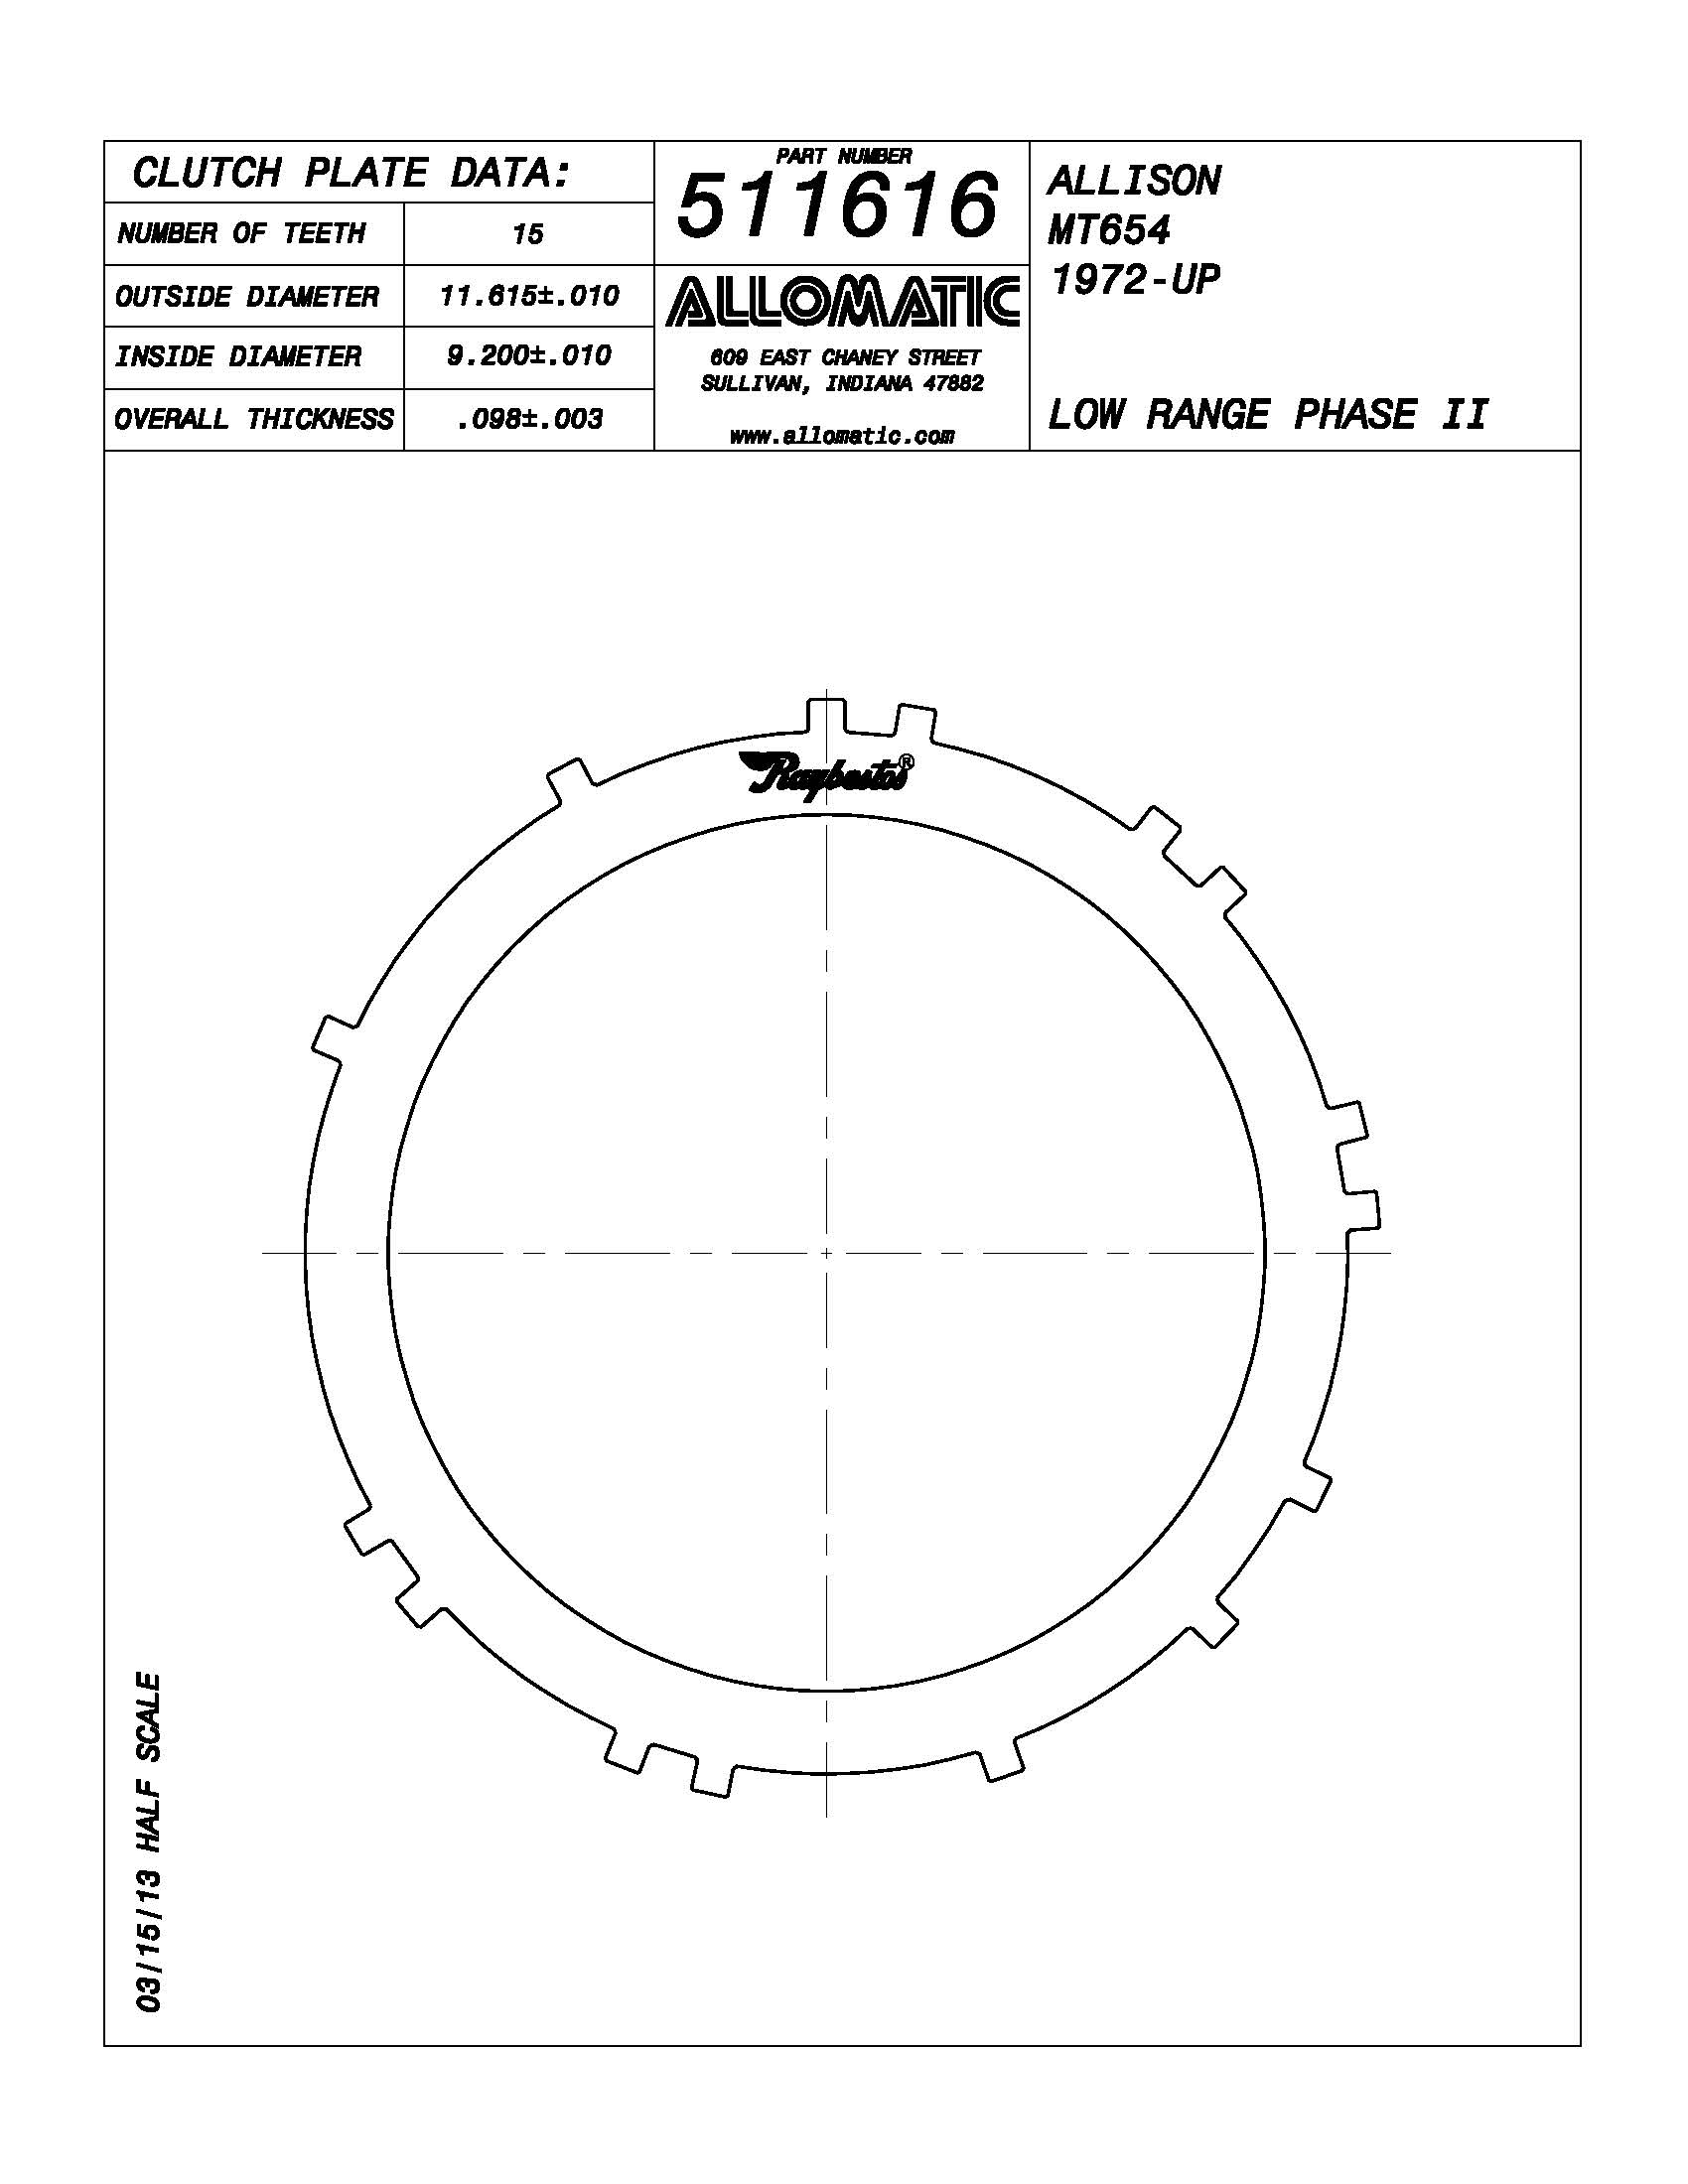 CLUTCH PLATE DATA:
NUMBER OF TEETH 15
OUTSIDE DIAMETER 11.615±.010
INSIDE DIAMETER 9.200±.010
OVERALL THICKNESS .098±.003
PART NUMBER
511616
ALLOMATIC
609 EAST CHANEY STREET
SULLIVAN, INDIANA 47882
www.allomatic.com
ALLISON
MT654
1972-UP
LOW RANGE PHASE II
Raybestos®
03/15/13 HALF SCALE